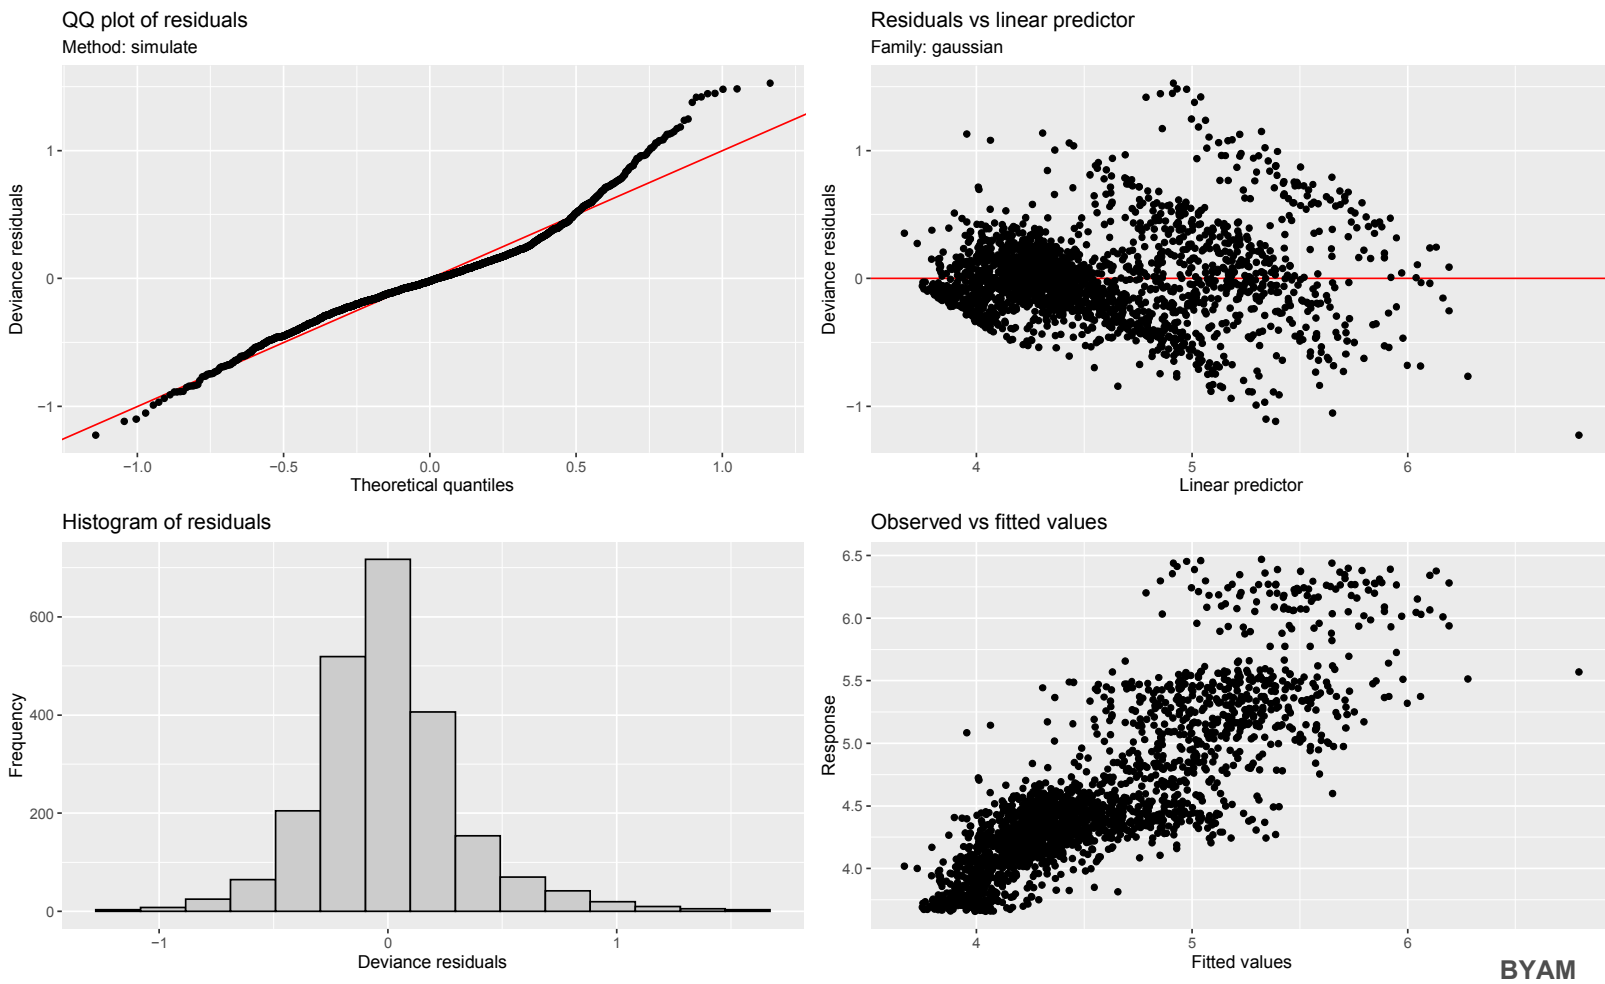 QQ plot of residuals
Method: simulate
Deviance residuals
1
0
−1
−1.0
−0.5
0.0
0.5
1.0
Theoretical quantiles
Residuals vs linear predictor
Family: gaussian
Deviance residuals
1
0
−1
4
5
6
Linear predictor
Histogram of residuals
Frequency
600
400
200
0
−1
0
1
Deviance residuals
Observed vs fitted values
Response
6.5
6.0
5.5
5.0
4.5
4.0
4
5
6
Fitted values
BYAM